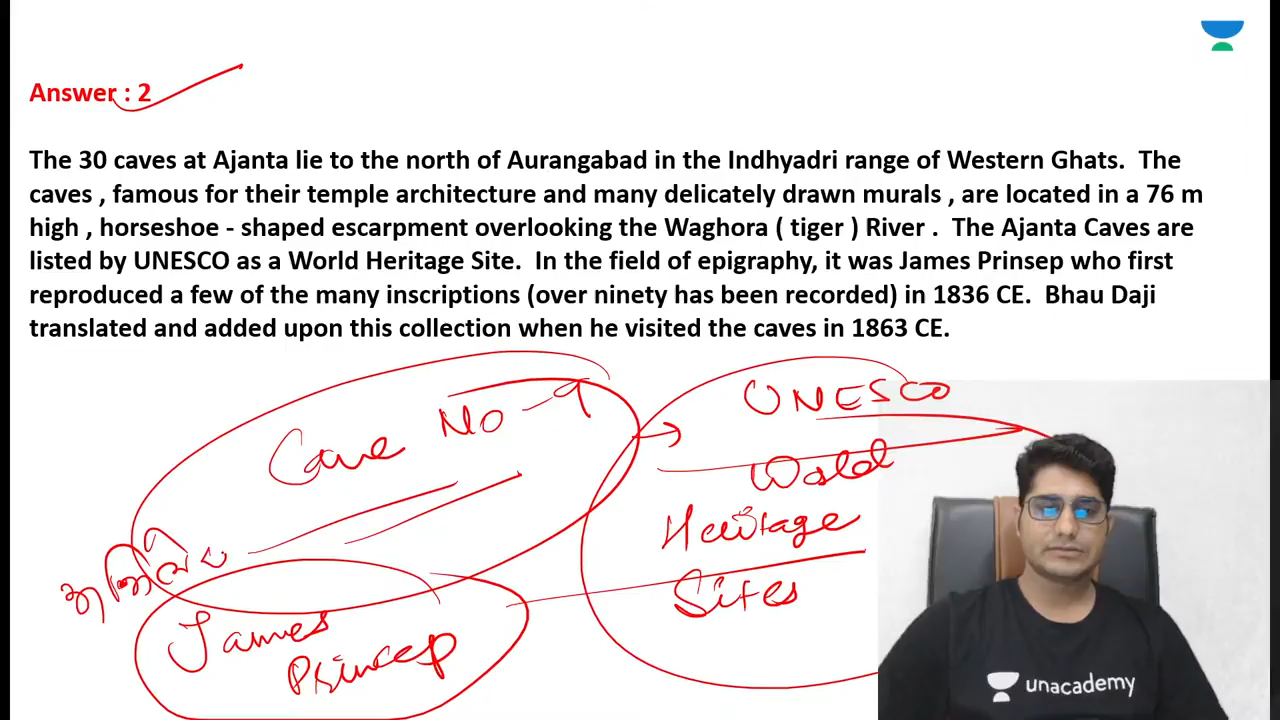 Answer : 2
The 30 caves at Ajanta lie to the north of Aurangabad in the Indhyadri range of Western Ghats. The
caves , famous for their temple architecture and many delicately drawn murals , are located in a 76 m
high , horseshoe - shaped escarpment overlooking the Waghora ( tiger ) River . The Ajanta Caves are
listed by UNESCO as a World Heritage Site. In the field of epigraphy, it was James Prinsep who first
reproduced a few of the many inscriptions (over ninety has been recorded) in 1836 CE. Bhau Daji
translated and added upon this collection when he visited the caves in 1863 CE.
Cave No - 9
UNESCO
World
Heritage
Sites
James
Prinsep
unacademy